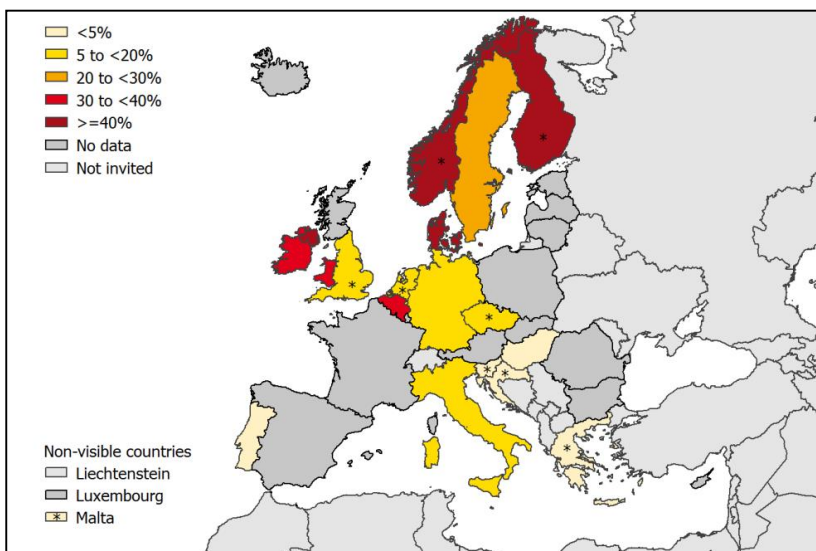 <5%
5 to <20%
20 to <30%
30 to <40%
>=40%
No data
Not invited
Non-visible countries
Liechtenstein
Luxembourg
* Malta